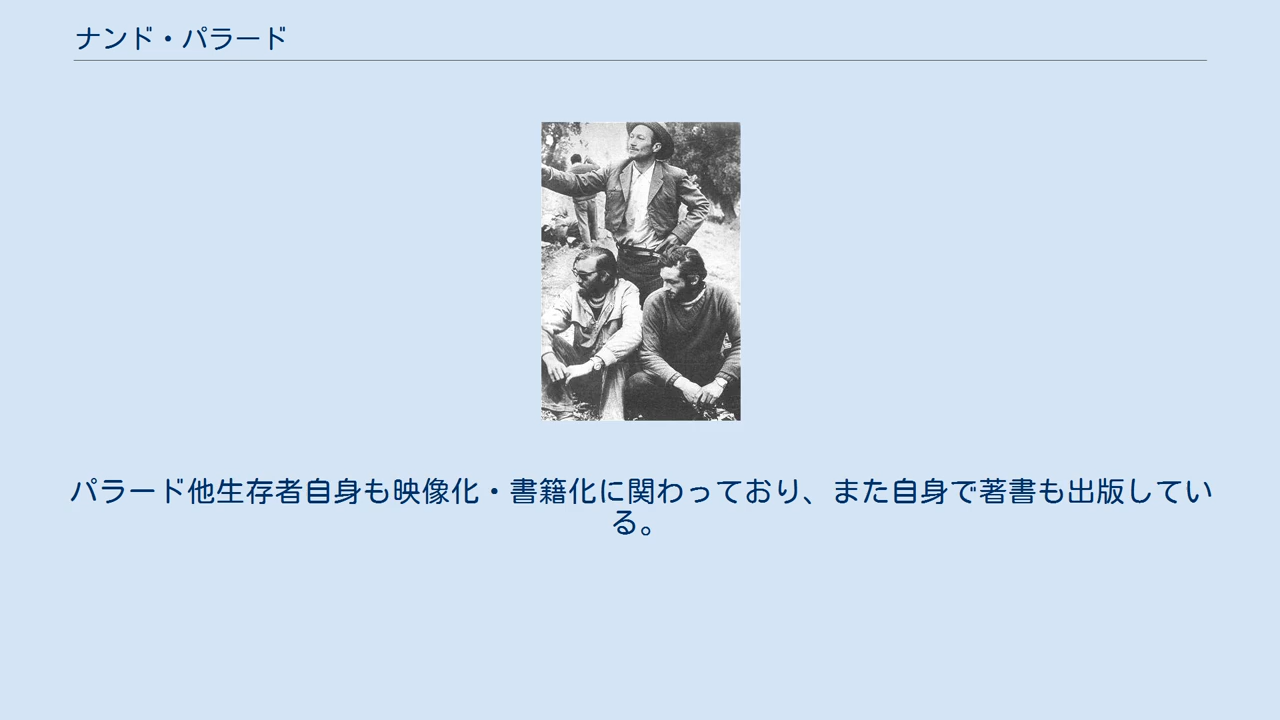 ナンド・パラード
パラード他生存者自身も映像化・書籍化に関わっており、また自身で著書も出版してい
る。